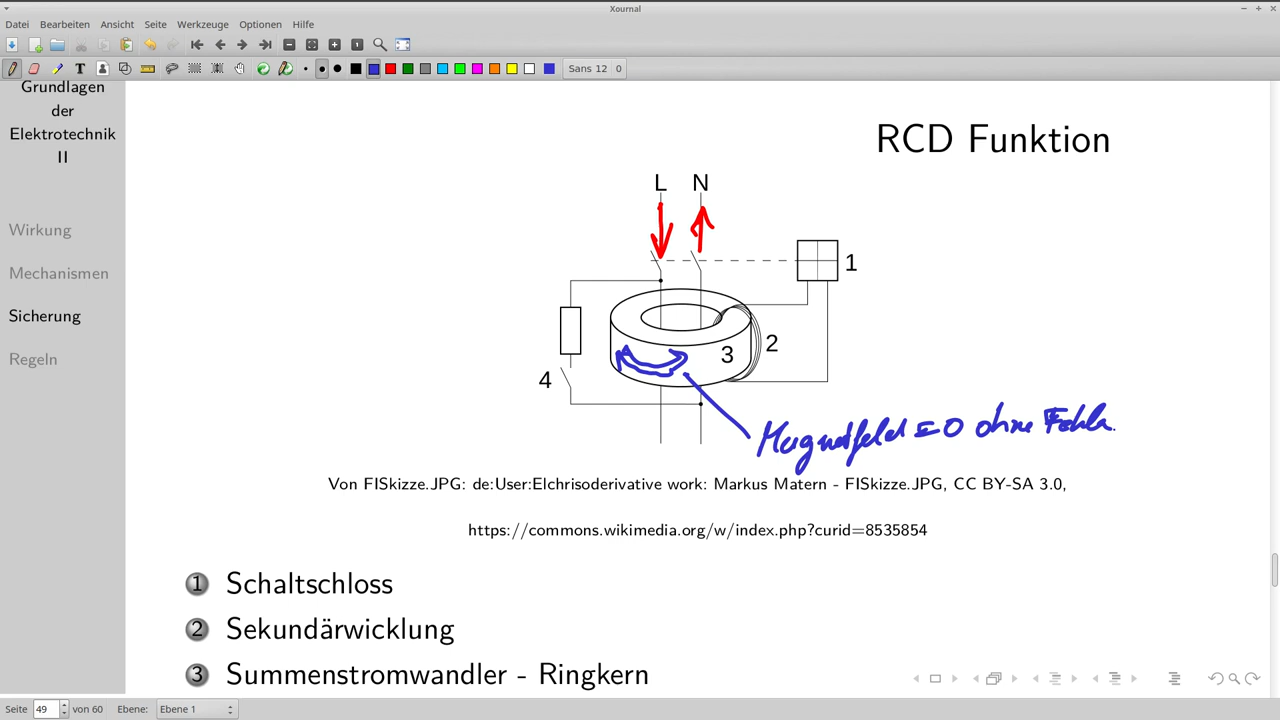 Xournal
Datei Bearbeiten Ansicht Seite Werkzeuge Optionen Hilfe
Sans 12 0
Grundlagen
der
Elektrotechnik
II
Wirkung
Mechanismen
Sicherung
Regeln
RCD Funktion
L N
1
2
3
4
Magnetfeld = 0 ohne Fehler
Von FISkizze.JPG: de:User:Elchrisoderivative work: Markus Matern - FISkizze.JPG, CC BY-SA 3.0,
https://commons.wikimedia.org/w/index.php?curid=8535854
1 Schaltschloss
2 Sekundärwicklung
3 Summenstromwandler - Ringkern
Seite 49 von 60 Ebene: Ebene 1